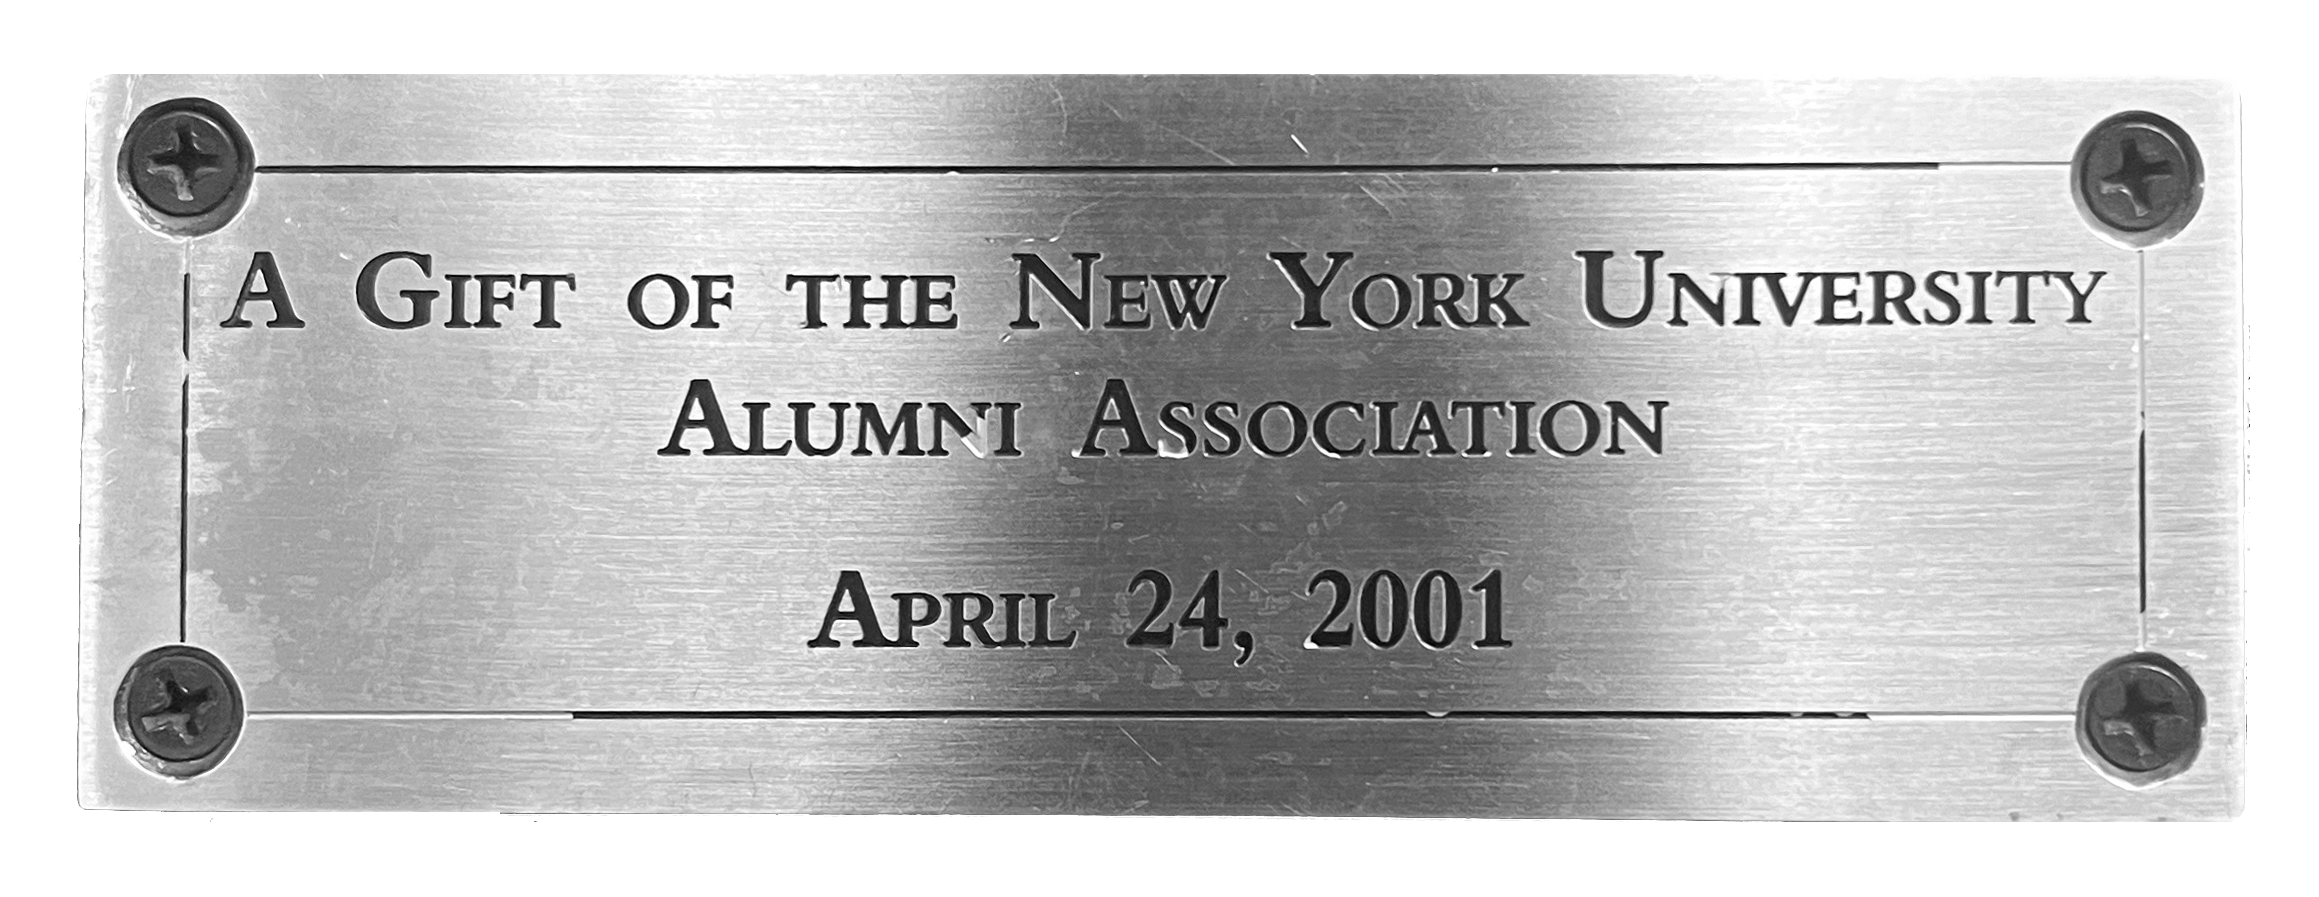 A Gift of the New York University
Alumni Association
April 24, 2001